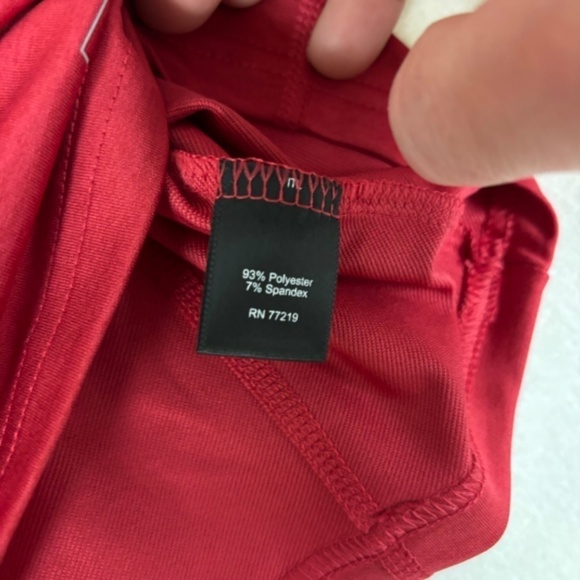 93% Polyester
7% Spandex
RN 77219